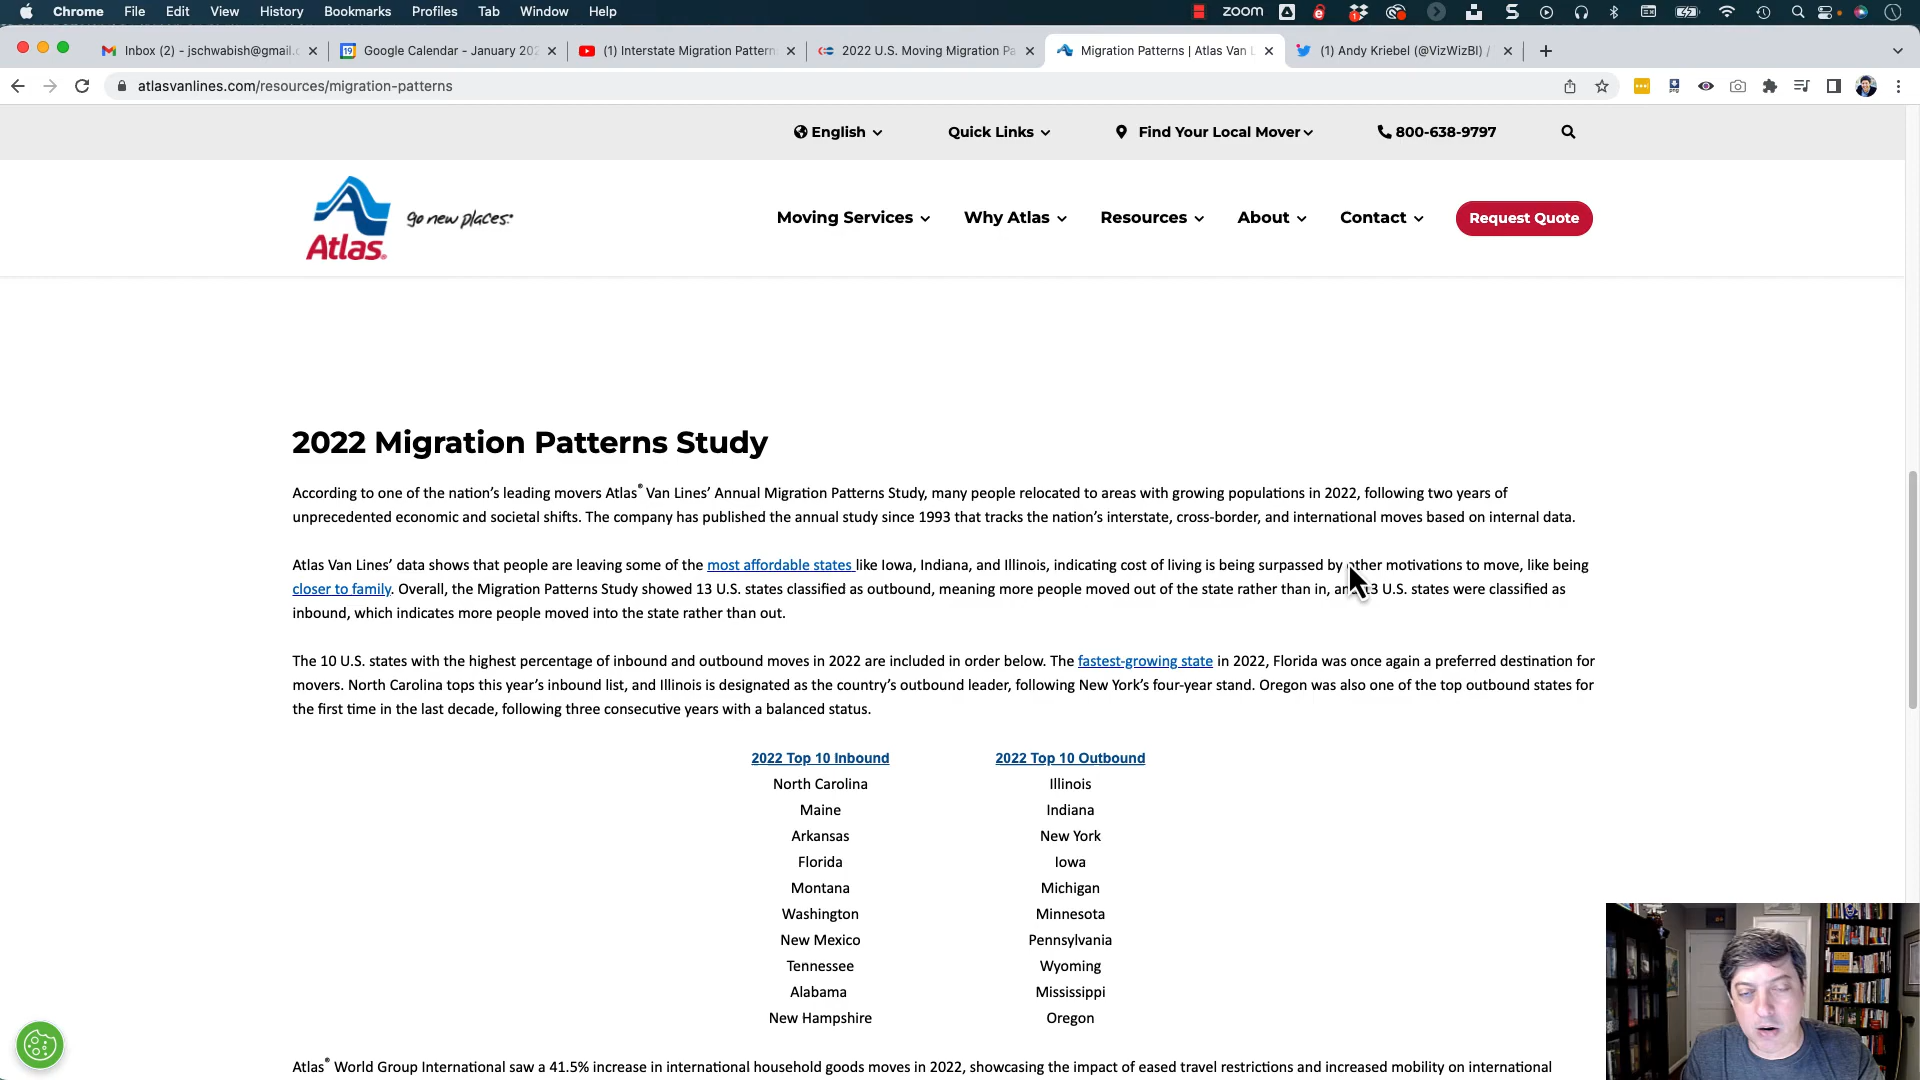 Chrome File Edit View History Bookmarks Profiles Tab Window Help
zoom
Inbox (2) - jschwabish@gmail.c
Google Calendar - January 202
(1) Interstate Migration Pattern
2022 U.S. Moving Migration Pa
Migration Patterns | Atlas Van L
(1) Andy Kriebel (@VizWizBI) /
atlasvanlines.com/resources/migration-patterns
English
Quick Links
Find Your Local Mover
800-638-9797
Atlas®
go new places.
Moving Services
Why Atlas
Resources
About
Contact
Request Quote
2022 Migration Patterns Study
According to one of the nation’s leading movers Atlas® Van Lines’ Annual Migration Patterns Study, many people relocated to areas with growing populations in 2022, following two years of
unprecedented economic and societal shifts. The company has published the annual study since 1993 that tracks the nation’s interstate, cross-border, and international moves based on internal data.
Atlas Van Lines’ data shows that people are leaving some of the most affordable states like Iowa, Indiana, and Illinois, indicating cost of living is being surpassed by other motivations to move, like being
closer to family. Overall, the Migration Patterns Study showed 13 U.S. states classified as outbound, meaning more people moved out of the state rather than in, U.S. states were classified as
inbound, which indicates more people moved into the state rather than out.
The 10 U.S. states with the highest percentage of inbound and outbound moves in 2022 are included in order below. The fastest-growing state in 2022, Florida was once again a preferred destination for
movers. North Carolina tops this year’s inbound list, and Illinois is designated as the country’s outbound leader, following New York’s four-year stand. Oregon was also one of the top outbound states for
the first time in the last decade, following three consecutive years with a balanced status.
2022 Top 10 Inbound 2022 Top 10 Outbound
North Carolina Illinois
Maine Indiana
Arkansas New York
Florida Iowa
Montana Michigan
Washington Minnesota
New Mexico Pennsylvania
Tennessee Wyoming
Alabama Mississippi
New Hampshire Oregon
Atlas® World Group International saw a 41.5% increase in international household goods moves in 2022, showcasing the impact of eased travel restrictions and increased mobility on international